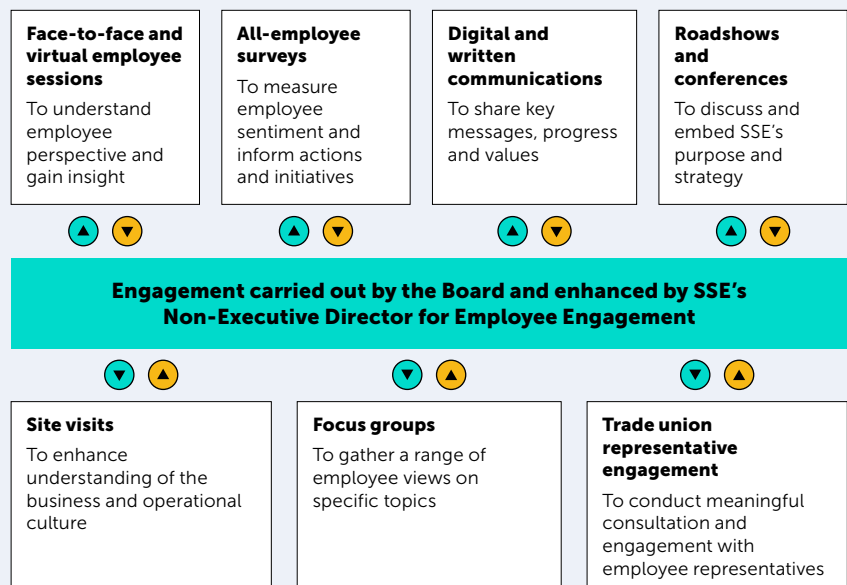 Face-to-face and
virtual employee
sessions
To understand
employee
perspective and
gain insight
All-employee
surveys
To measure
employee
sentiment and
inform actions
and initiatives
Digital and
written
communications
To share key
messages, progress
and values
Roadshows
and
conferences
To discuss and
embed SSE’s
purpose and
strategy
Engagement carried out by the Board and enhanced by SSE’s
Non-Executive Director for Employee Engagement
Site visits
To enhance
understanding of the
business and operational
culture
Focus groups
To gather a range of
employee views on
specific topics
Trade union
representative
engagement
To conduct meaningful
consultation and
engagement with
employee representatives